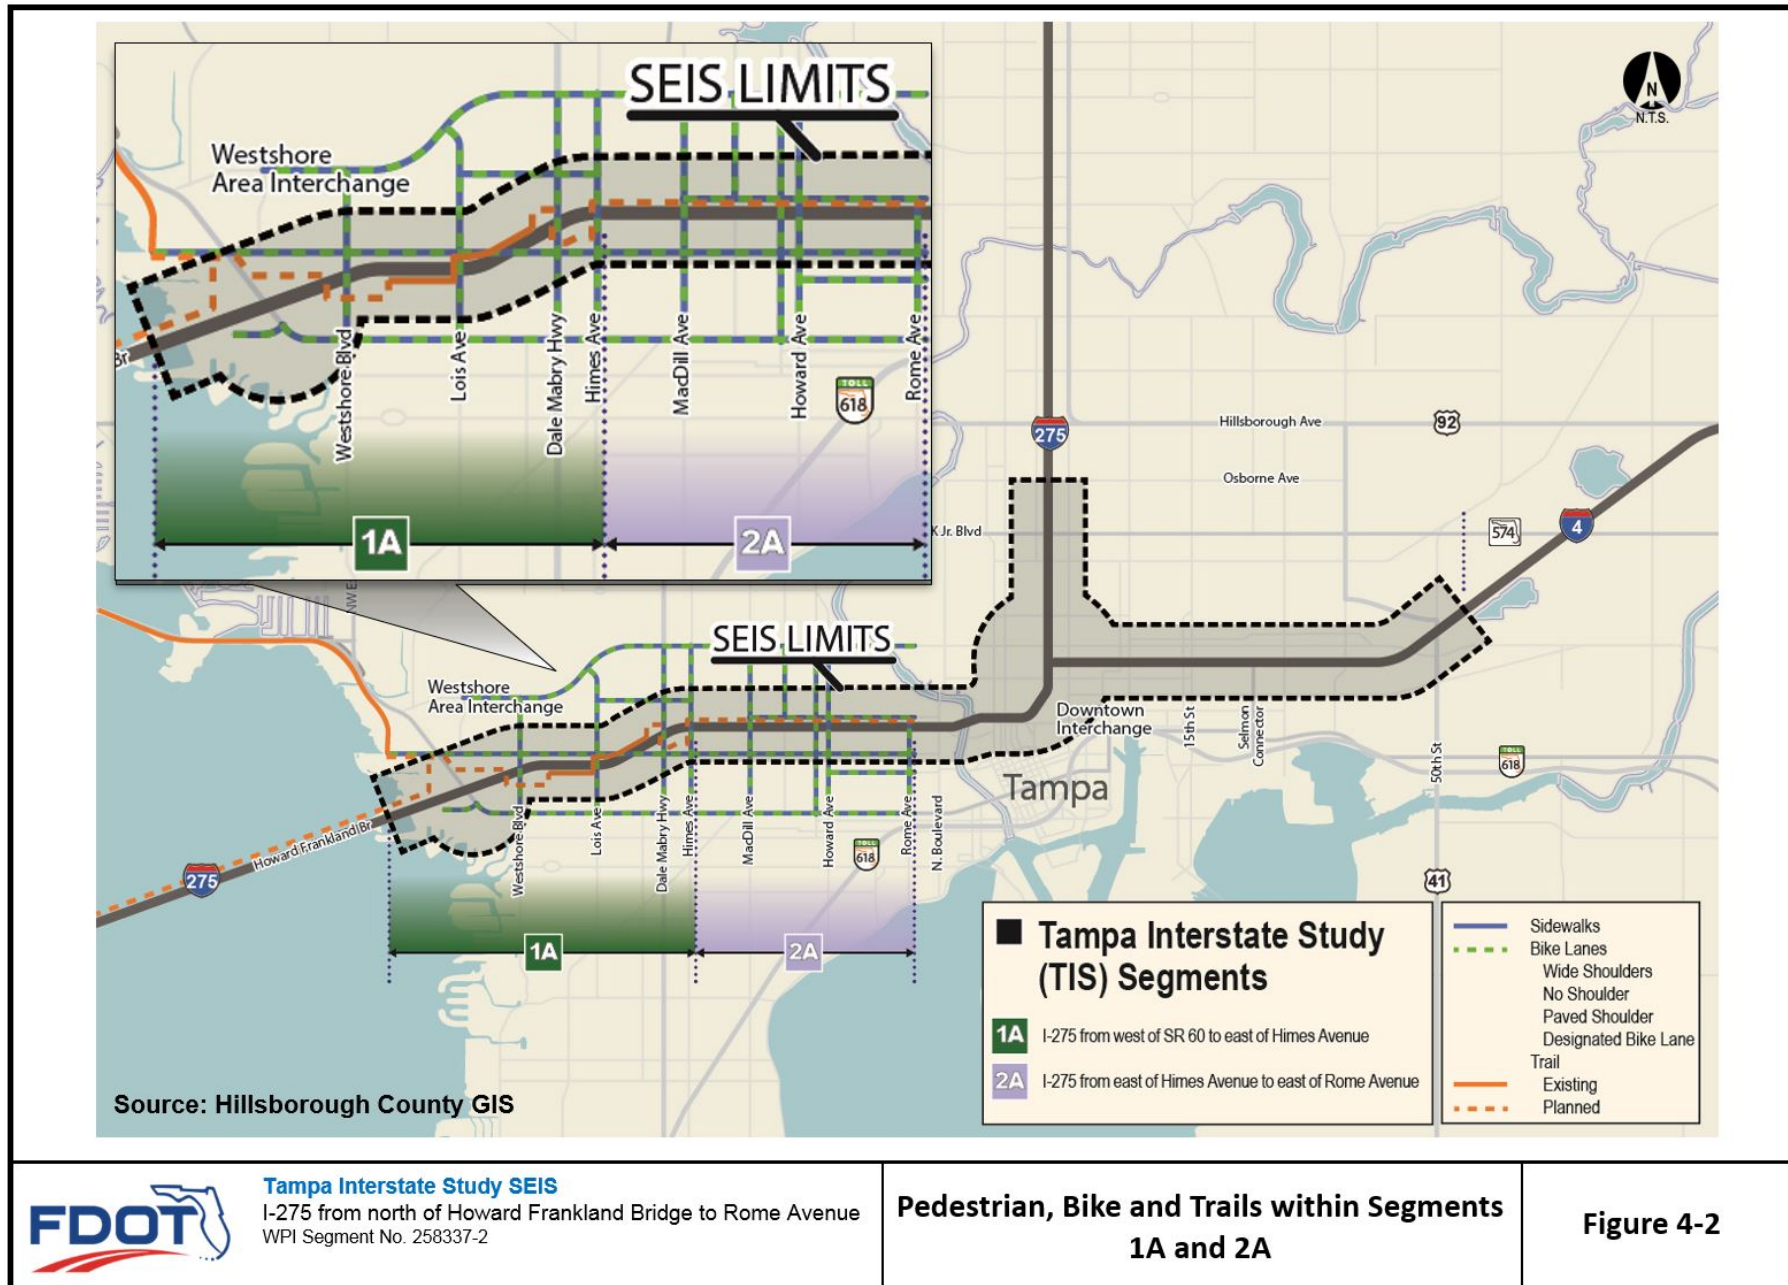 SEIS LIMITS
Westshore
Area Interchange
Br
Westshore Blvd
Lois Ave
Dale Mabry Hwy
Himes Ave
MacDill Ave
Howard Ave
Rome Ave
TOLL
618
1A
2A
N
N.T.S.
275
Hillsborough Ave
92
Osborne Ave
K Jr. Blvd
574
4
SEIS LIMITS
Westshore
Area Interchange
Downtown
Interchange
15th St
Selmon
Connector
50th St
TOLL
618
Tampa
Howard Frankland Br
275
Westshore Blvd
Lois Ave
Dale Mabry Hwy
Himes Ave
MacDill Ave
Howard Ave
Rome Ave
N. Boulevard
TOLL
618
41
1A
2A
Tampa Interstate Study
(TIS) Segments
1A I-275 from west of SR 60 to east of Himes Avenue
2A I-275 from east of Himes Avenue to east of Rome Avenue
Sidewalks
Bike Lanes
Wide Shoulders
No Shoulder
Paved Shoulder
Designated Bike Lane
Trail
Existing
Planned
Source: Hillsborough County GIS
FDOT
Tampa Interstate Study SEIS
I-275 from north of Howard Frankland Bridge to Rome Avenue
WPI Segment No. 258337-2
Pedestrian, Bike and Trails within Segments
1A and 2A
Figure 4-2